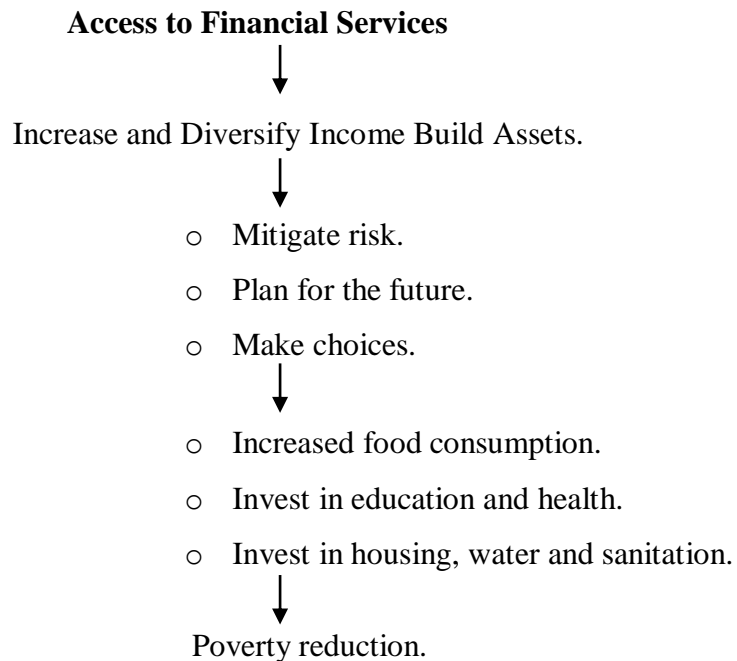 Access to Financial Services
Increase and Diversify Income Build Assets.
o Mitigate risk.
o Plan for the future.
o Make choices.
o Increased food consumption.
o Invest in education and health.
o Invest in housing, water and sanitation.
Poverty reduction.